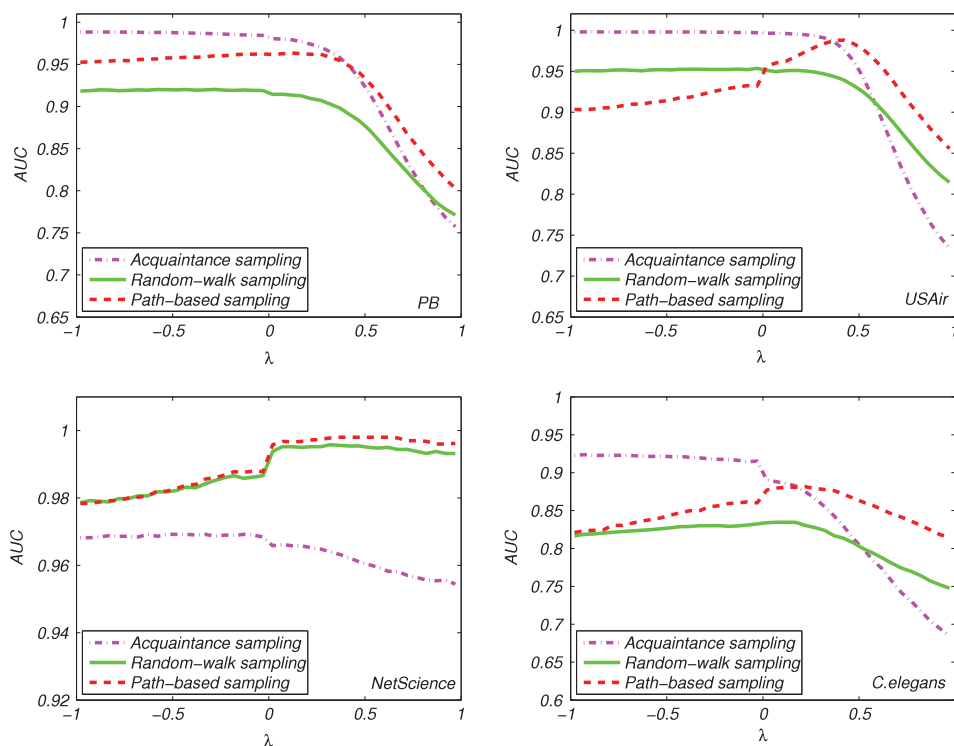 1
0.95
0.9
0.85
0.8
0.75
0.7
0.65
AUC
Acquaintance sampling
Random-walk sampling
Path-based sampling
PB
-1
-0.5
0
0.5
1
λ
1
0.95
0.9
0.85
0.8
0.75
0.7
0.65
AUC
Acquaintance sampling
Random-walk sampling
Path-based sampling
USAir
-1
-0.5
0
0.5
1
λ
1
0.98
0.96
0.94
0.92
AUC
Acquaintance sampling
Random-walk sampling
Path-based sampling
NetScience
-1
-0.5
0
0.5
1
λ
1
0.95
0.9
0.85
0.8
0.75
0.7
0.65
0.6
AUC
Acquaintance sampling
Random-walk sampling
Path-based sampling
C.elegans
-1
-0.5
0
0.5
1
λ